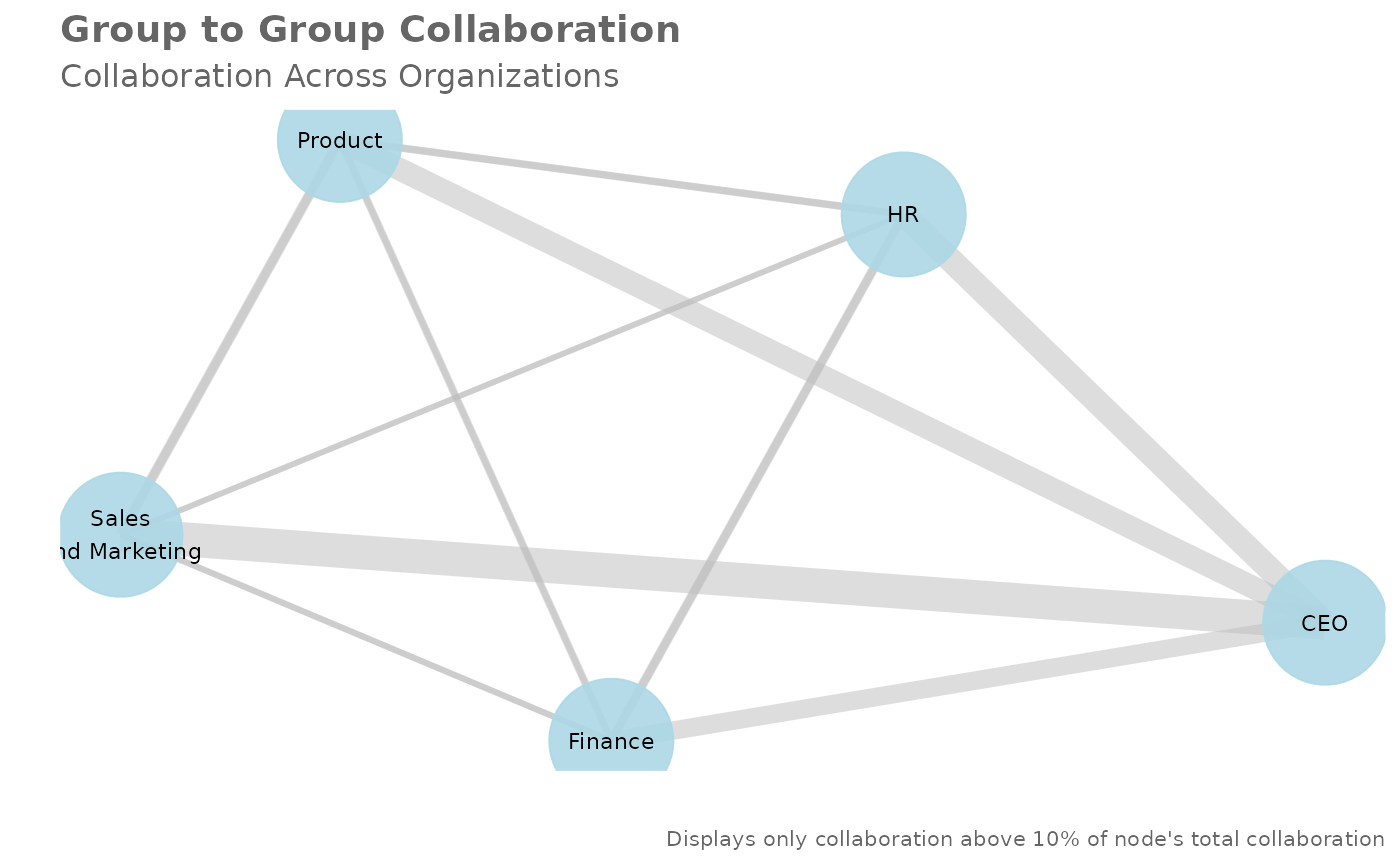 Group to Group Collaboration
Collaboration Across Organizations
Product
HR
Sales
nd Marketing
CEO
Finance
Displays only collaboration above 10% of node's total collaboration